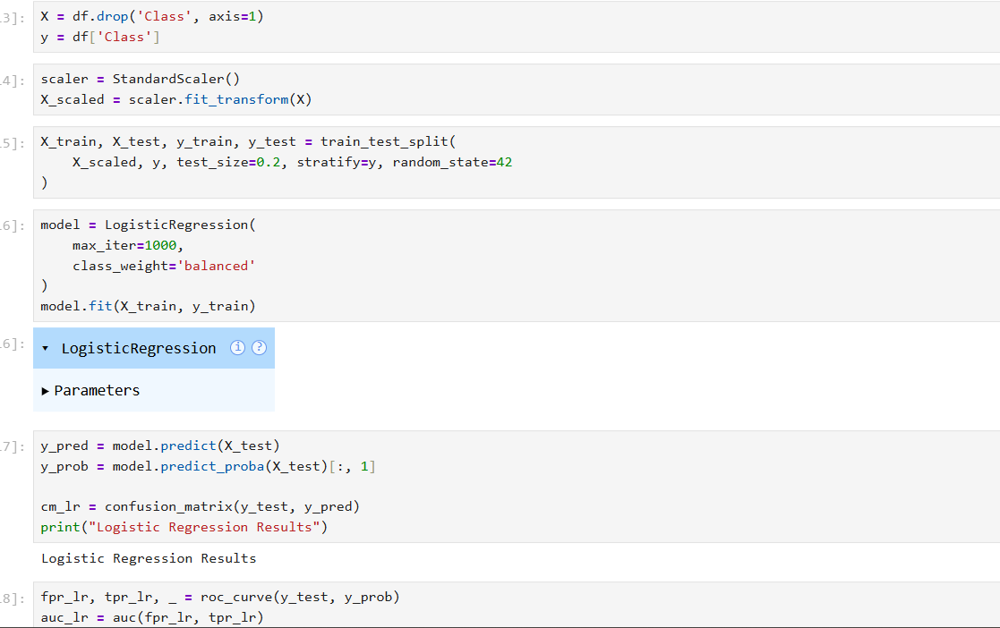 3]:
X = df.drop('Class', axis=1)
y = df['Class']
4]:
scaler = StandardScaler()
X_scaled = scaler.fit_transform(X)
5]:
X_train, X_test, y_train, y_test = train_test_split(
    X_scaled, y, test_size=0.2, stratify=y, random_state=42
)
6]:
model = LogisticRegression(
    max_iter=1000,
    class_weight='balanced'
)
model.fit(X_train, y_train)
6]:
▾ LogisticRegression i ?
▸ Parameters
7]:
y_pred = model.predict(X_test)
y_prob = model.predict_proba(X_test)[:, 1]
cm_lr = confusion_matrix(y_test, y_pred)
print("Logistic Regression Results")
Logistic Regression Results
8]:
fpr_lr, tpr_lr, _ = roc_curve(y_test, y_prob)
auc_lr = auc(fpr_lr, tpr_lr)